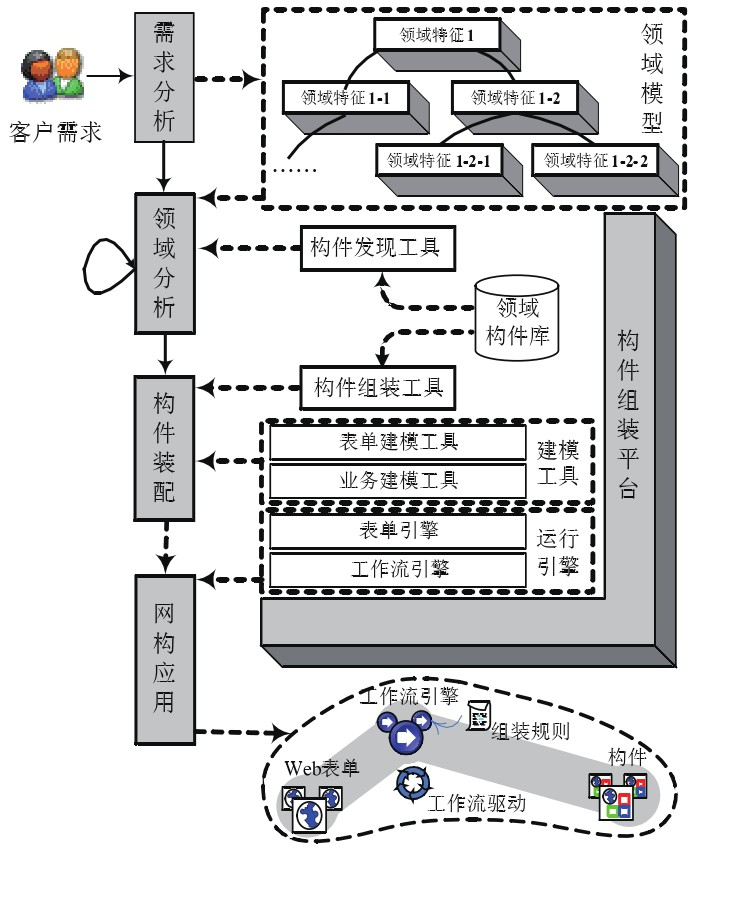 客户需求
需求分析
领域特征1
领域特征1-1
领域特征1-2
领域特征1-2-1
领域特征1-2-2
......
领域模型
领域分析
构件发现工具
领域
构件库
构件组装工具
构件装配
表单建模工具
业务建模工具
建模
工具
表单引擎
工作流引擎
运行
引擎
构件组装平台
网构应用
工作流引擎
组装规则
Web表单
工作流驱动
构件